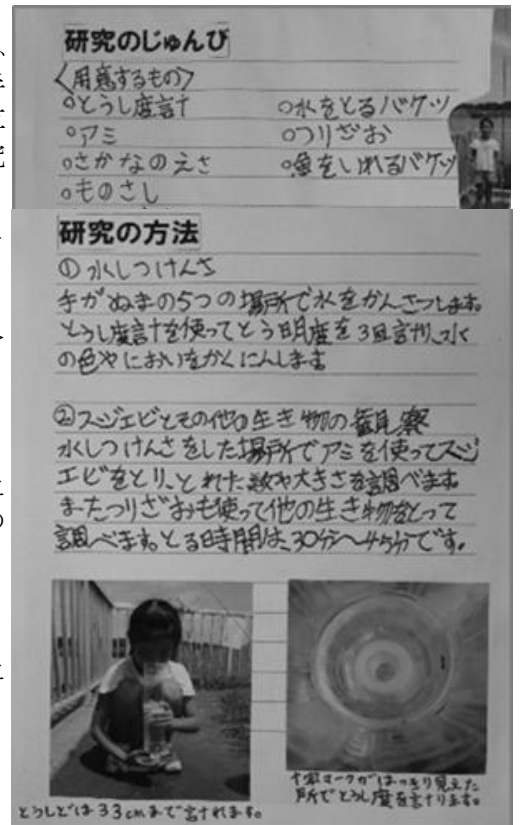 研究のじゅんび
〈用意するもの〉
○とうし度計
○水をとるバケツ
○アミ
○つりざお
○さかなのえさ
○魚をいれるバケツ
○ものさし
研究の方法
① 水しつけんさ
手がぬまの5つの場所で水をかんさつします。
とうし度計を使ってとう明度を3回計り、水
の色やにおいをかくにんします
②スジエビとその他の生き物の観察
水しつけんさをした場所でアミを使ってスジ
エビをとり、とれた数や大きさを調べます。
またつりざおも使って他の生き物をとって
調べます。とる時間は、30分〜45分です。
とうしどは33cmまで計れます。
十字マークがはっきり見えた
所でとうし度を計ります。